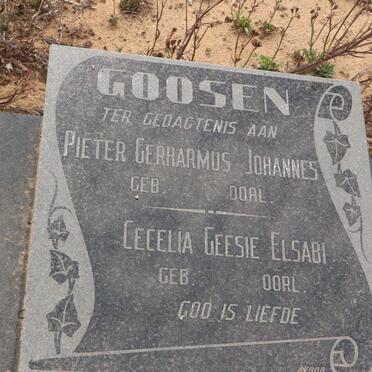 GOOSEN
TER GEDAGTENIS AAN
PIETER GERHARMUS JOHANNES
GEB. OORL.
CECELIA GEESIE ELSABI
GEB. OORL.
GOD IS LIEFDE